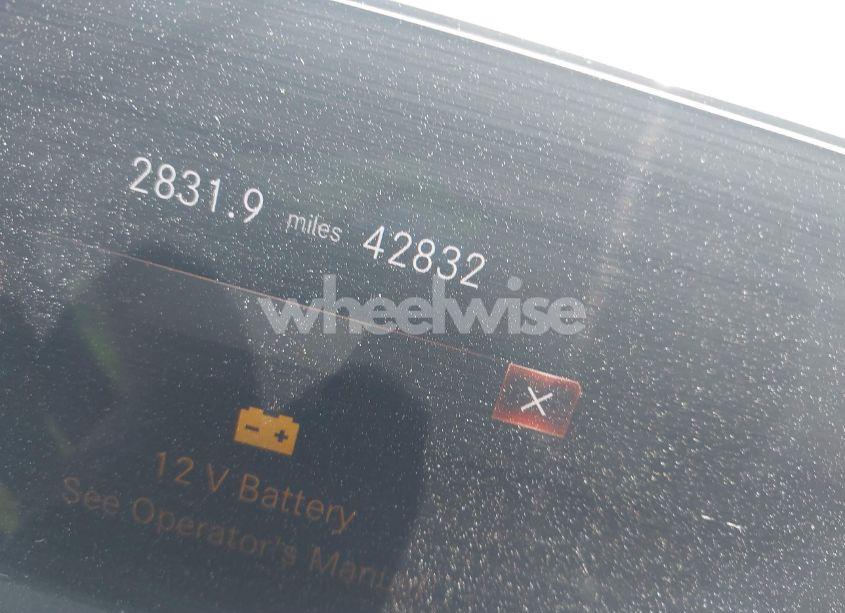 2831.9 miles 42832
wheelwise
12 V Battery
See Operator's Manual